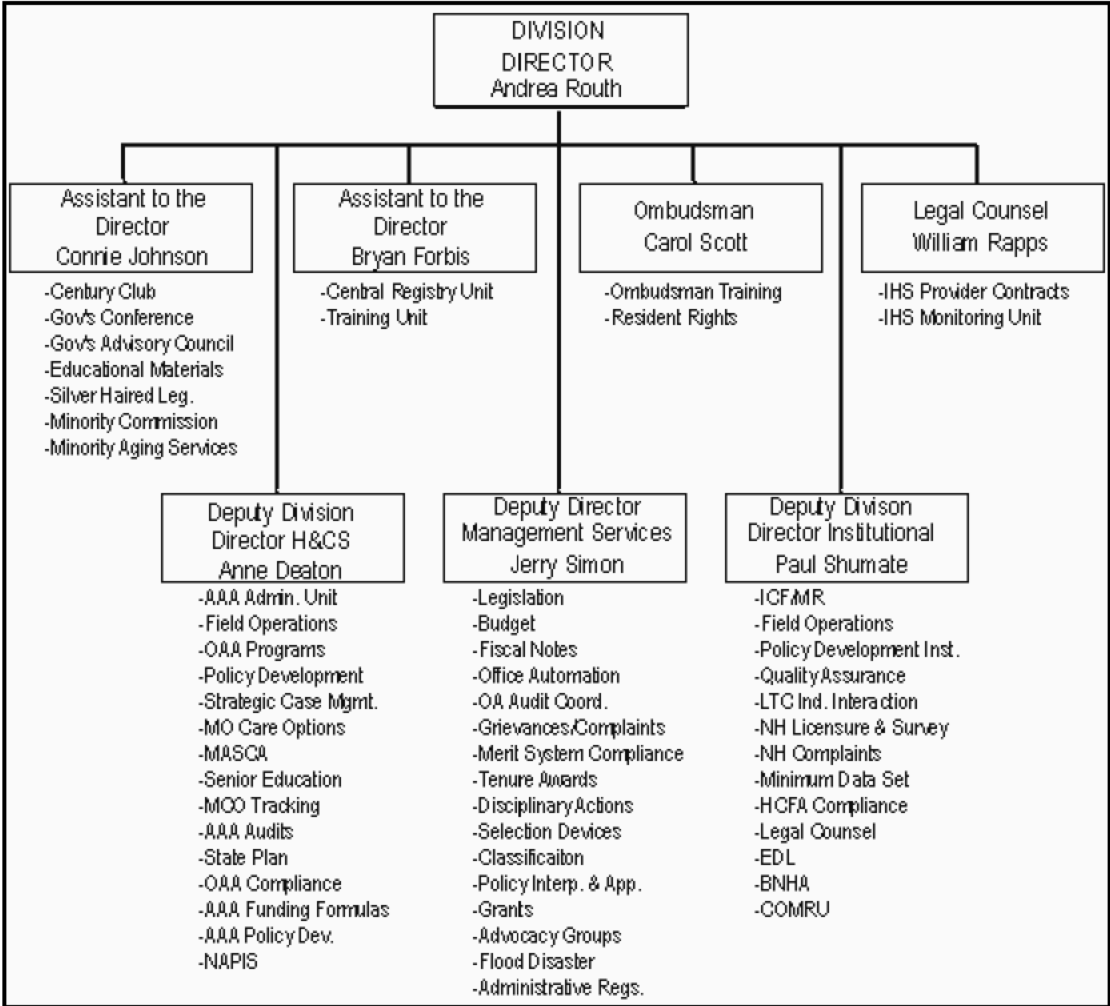 DIVISION
DIRECTOR
Andrea Routh
Assistant to the
Director
Connie Johnson
-Century Club
-Gov's Conference
-Gov's Advisory Council
-Educational Materials
-Silver Haired Leg.
-Minority Commission
-Minority Aging Services
Assistant to the
Director
Bryan Forbis
-Central Registry Unit
-Training Unit
Ombudsman
Carol Scott
-Ombudsman Training
-Resident Rights
Legal Counsel
William Rapps
-IHS Provider Contracts
-IHS Monitoring Unit
Deputy Division
Director H&CS
Anne Deaton
-AAA Admin. Unit
-Field Operations
-OAA Programs
-Policy Development
-Strategic Case Mgmt.
-MO Care Options
-MASCA
-Senior Education
-MCO Tracking
-AAA Audits
-State Plan
-OAA Compliance
-AAA Funding Formulas
-AAA Policy Dev.
-NAPIS
Deputy Director
Management Services
Jerry Simon
-Legislation
-Budget
-Fiscal Notes
-Office Automation
-OA Audit Coord.
-Grievances/Complaints
-Merit System Compliance
-Tenure Awards
-Disciplinary Actions
-Selection Devices
-Classificaiton
-Policy Interp. & App.
-Grants
-Advocacy Groups
-Flood Disaster
-Administrative Regs.
Deputy Divison
Director Institutional
Paul Shumate
-ICF/MR
-Field Operations
-Policy Development Inst.
-Quality Assurance
-LTC Ind. Interaction
-NH Licensure & Survey
-NH Complaints
-Minimum Data Set
-HCFA Compliance
-Legal Counsel
-EDL
-BNHA
-COMRU